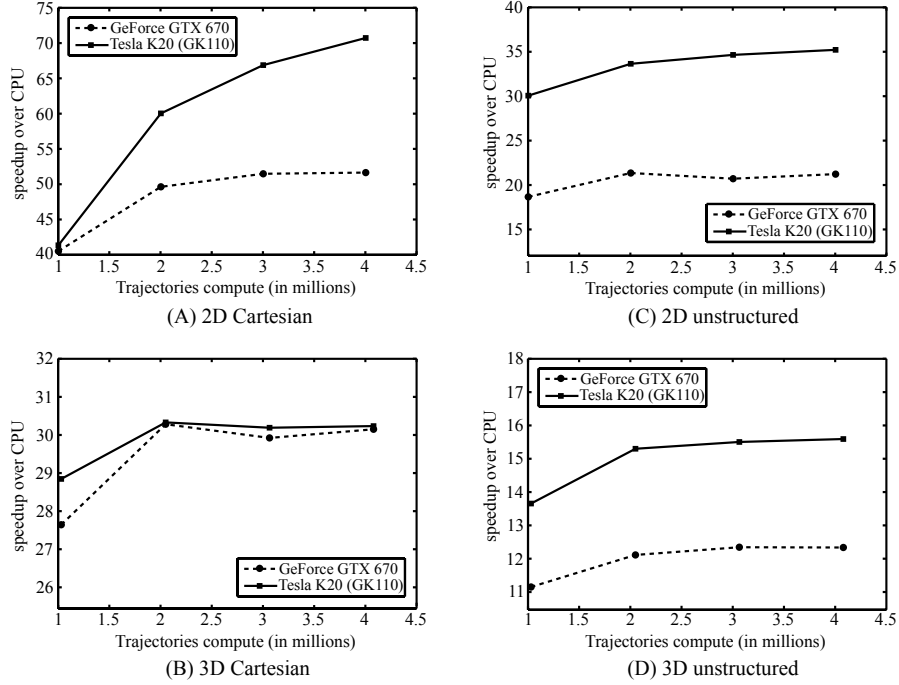 75
70
65
60
55
50
45
40
speedup over CPU
GeForce GTX 670
Tesla K20 (GK110)
1 1.5 2 2.5 3 3.5 4 4.5
Trajectories compute (in millions)
(A) 2D Cartesian
40
35
30
25
20
15
speedup over CPU
GeForce GTX 670
Tesla K20 (GK110)
1 1.5 2 2.5 3 3.5 4 4.5
Trajectories compute (in millions)
(C) 2D unstructured
32
31
30
29
28
27
26
speedup over CPU
GeForce GTX 670
Tesla K20 (GK110)
1 1.5 2 2.5 3 3.5 4 4.5
Trajectories compute (in millions)
(B) 3D Cartesian
18
17
16
15
14
13
12
11
speedup over CPU
GeForce GTX 670
Tesla K20 (GK110)
1 1.5 2 2.5 3 3.5 4 4.5
Trajectories compute (in millions)
(D) 3D unstructured